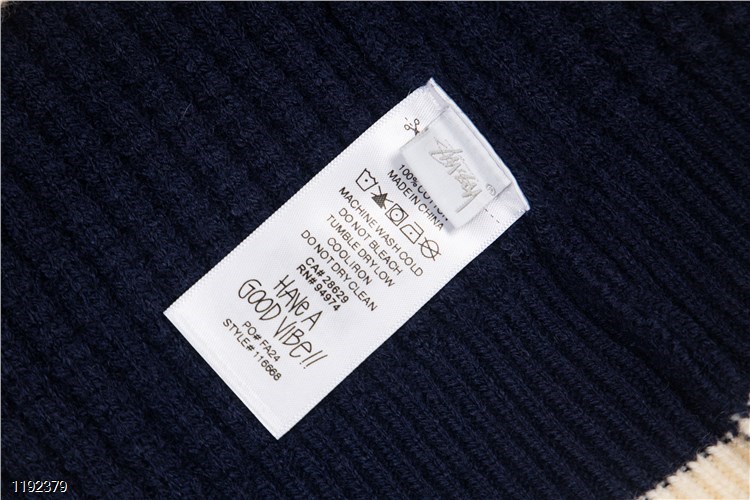 Stüssy
®
100% COTTON
MADE IN CHINA
MACHINE WASH COLD
DO NOT BLEACH
TUMBLE DRY LOW
COOL IRON
DO NOT DRY CLEAN
CA# 28629
RN# 94974
HAVE A
GOOD VIBE!!
PO# FA24
STYLE# 116668
1192379